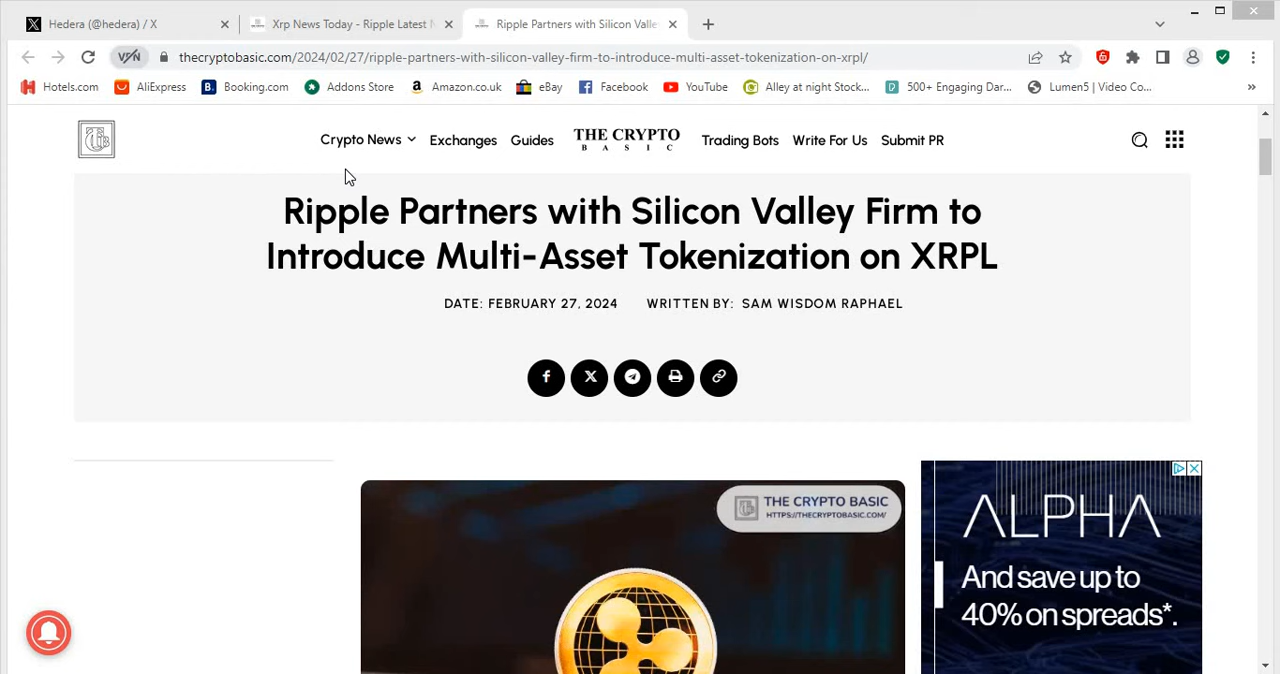 Hedera (@hedera) / X
Xrp News Today - Ripple Latest N
Ripple Partners with Silicon Valle
VPN
thecryptobasic.com/2024/02/27/ripple-partners-with-silicon-valley-firm-to-introduce-multi-asset-tokenization-on-xrpl/
Hotels.com
AliExpress
Booking.com
Addons Store
Amazon.co.uk
eBay
Facebook
YouTube
Alley at night Stock...
500+ Engaging Dar...
Lumen5 | Video Co...
Crypto News
Exchanges
Guides
THE CRYPTO
BASIC
Trading Bots
Write For Us
Submit PR
Ripple Partners with Silicon Valley Firm to
Introduce Multi-Asset Tokenization on XRPL
DATE: FEBRUARY 27, 2024
WRITTEN BY: SAM WISDOM RAPHAEL
THE CRYPTO BASIC
HTTPS://THECRYPTOBASIC.COM/
ALPHA
And save up to
40% on spreads*.